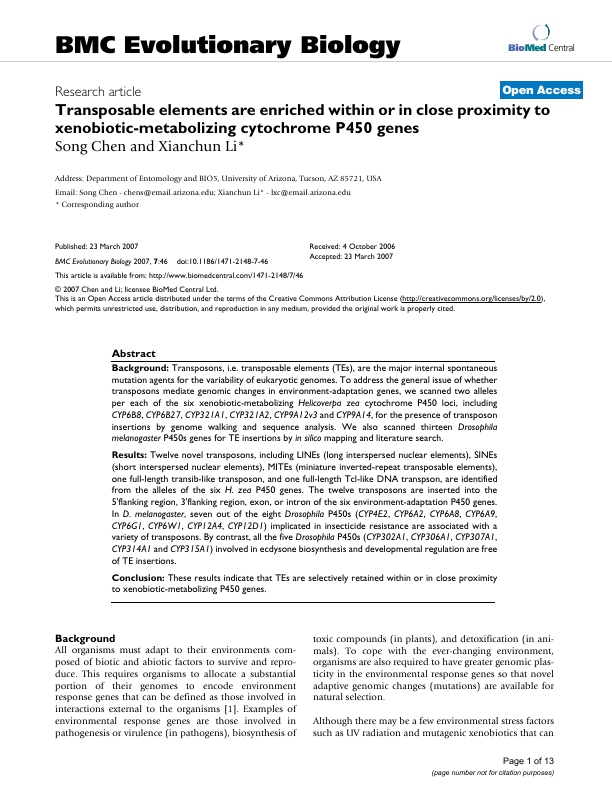 BMC Evolutionary Biology
BioMed Central
Research article
Open Access
Transposable elements are enriched within or in close proximity to
xenobiotic-metabolizing cytochrome P450 genes
Song Chen and Xianchun Li*
Address: Department of Entomology and BIO5, University of Arizona, Tucson, AZ 85721, USA
Email: Song Chen - chens@email.arizona.edu; Xianchun Li* - lxc@email.arizona.edu
* Corresponding author
Published: 23 March 2007
BMC Evolutionary Biology 2007, 7:46 doi:10.1186/1471-2148-7-46
Received: 4 October 2006
Accepted: 23 March 2007
This article is available from: http://www.biomedcentral.com/1471-2148/7/46
© 2007 Chen and Li; licensee BioMed Central Ltd.
This is an Open Access article distributed under the terms of the Creative Commons Attribution License (http://creativecommons.org/licenses/by/2.0),
which permits unrestricted use, distribution, and reproduction in any medium, provided the original work is properly cited.
Abstract
Background: Transposons, i.e. transposable elements (TEs), are the major internal spontaneous
mutation agents for the variability of eukaryotic genomes. To address the general issue of whether
transposons mediate genomic changes in environment-adaptation genes, we scanned two alleles
per each of the six xenobiotic-metabolizing Helicoverpa zea cytochrome P450 loci, including
CYP6B8, CYP6B27, CYP321A1, CYP321A2, CYP9A12v3 and CYP9A14, for the presence of transposon
insertions by genome walking and sequence analysis. We also scanned thirteen Drosophila
melanogaster P450s genes for TE insertions by in silico mapping and literature search.
Results: Twelve novel transposons, including LINEs (long interspersed nuclear elements), SINEs
(short interspersed nuclear elements), MITEs (miniature inverted-repeat transposable elements),
one full-length transib-like transposon, and one full-length Tcl-like DNA transpson, are identified
from the alleles of the six H. zea P450 genes. The twelve transposons are inserted into the
5'flanking region, 3'flanking region, exon, or intron of the six environment-adaptation P450 genes.
In D. melanogaster, seven out of the eight Drosophila P450s (CYP4E2, CYP6A2, CYP6A8, CYP6A9,
CYP6G1, CYP6W1, CYP12A4, CYP12D1) implicated in insecticide resistance are associated with a
variety of transposons. By contrast, all the five Drosophila P450s (CYP302A1, CYP306A1, CYP307A1,
CYP314A1 and CYP315A1) involved in ecdysone biosynthesis and developmental regulation are free
of TE insertions.
Conclusion: These results indicate that TEs are selectively retained within or in close proximity
to xenobiotic-metabolizing P450 genes.
Background
All organisms must adapt to their environments com-
posed of biotic and abiotic factors to survive and repro-
duce. This requires organisms to allocate a substantial
portion of their genomes to encode environment
response genes that can be defined as those involved in
interactions external to the organisms [1]. Examples of
environmental response genes are those involved in
pathogenesis or virulence (in pathogens), biosynthesis of
toxic compounds (in plants), and detoxification (in ani-
mals). To cope with the ever-changing environment,
organisms are also required to have greater genomic plas-
ticity in the environmental response genes so that novel
adaptive genomic changes (mutations) are available for
natural selection.
Although there may be a few environmental stress factors
such as UV radiation and mutagenic xenobiotics that can
Page 1 of 13
(page number not for citation purposes)